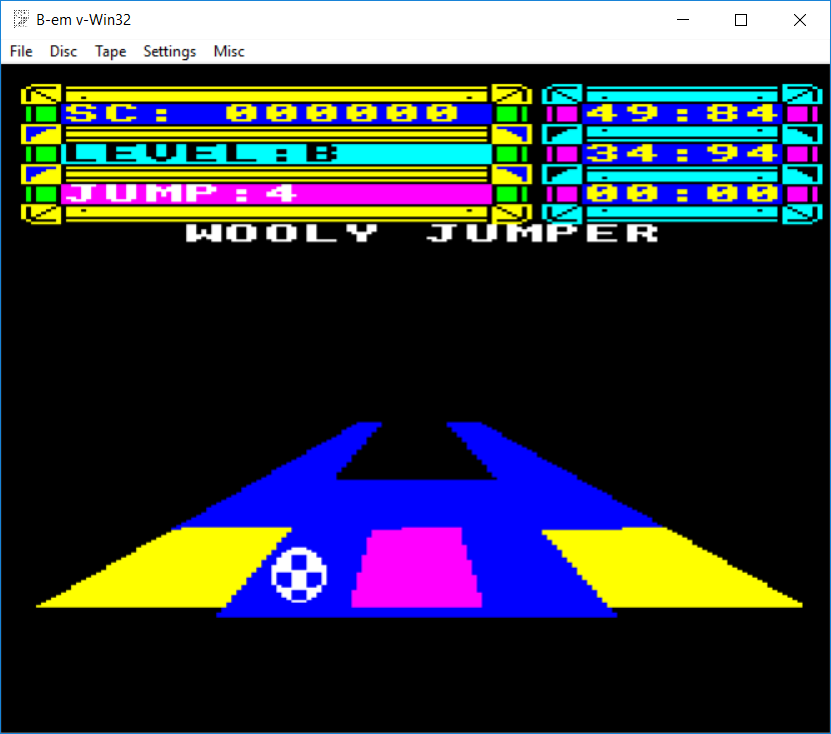 B-em v-Win32
File Disc Tape Settings Misc
SC: 000000 49:84
LEVEL:B 34:94
JUMP:4 00:00
WOOLY JUMPER